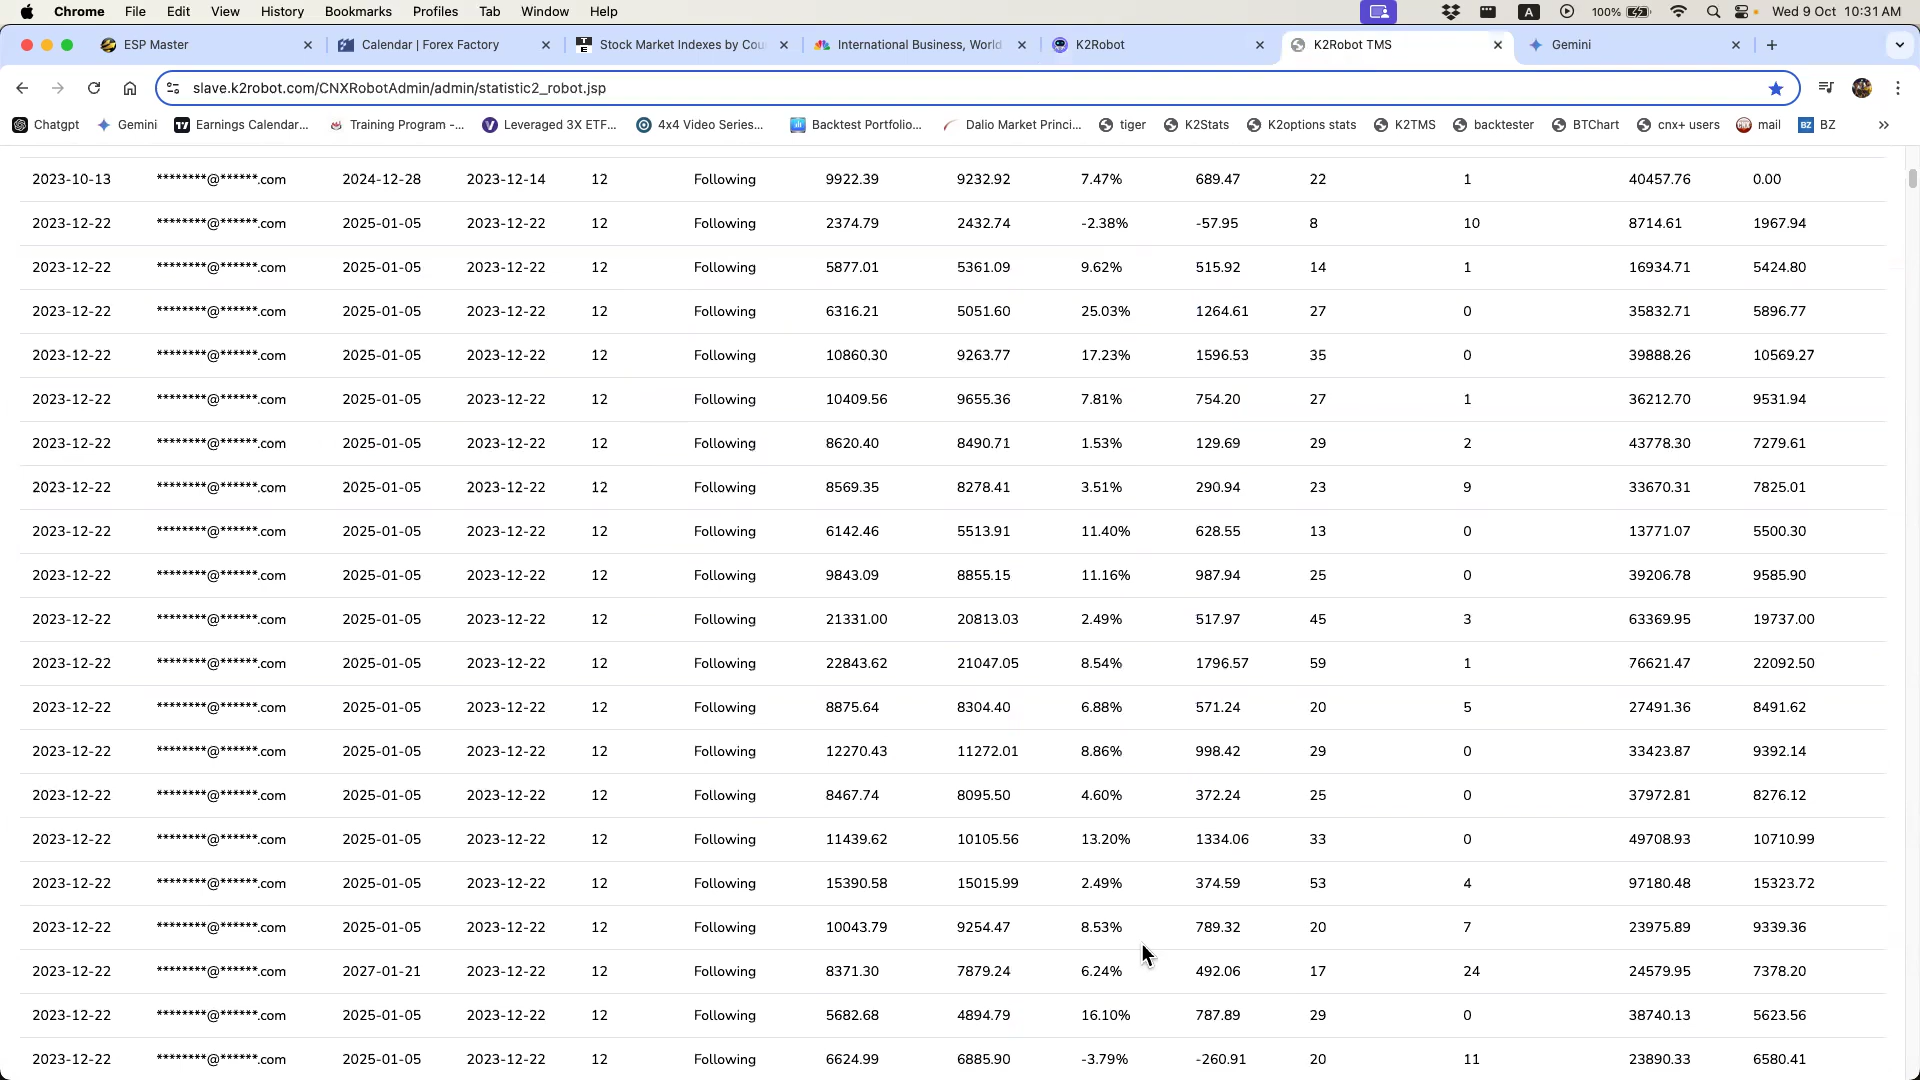 Chrome File Edit View History Bookmarks Profiles Tab Window Help A 100% Wed 9 Oct 10:31 AM
ESP Master Calendar | Forex Factory Stock Market Indexes by Cou International Business, World K2Robot K2Robot TMS Gemini
slave.k2robot.com/CNXRobotAdmin/admin/statistic2_robot.jsp
Chatgpt Gemini Earnings Calendar... Training Program -... Leveraged 3X ETF... 4x4 Video Series... Backtest Portfolio... Dalio Market Princi... tiger K2Stats K2options stats K2TMS backtester BTChart cnx+ users mail BZ BZ
2023-10-13 ********@******.com 2024-12-28 2023-12-14 12 Following 9922.39 9232.92 7.47% 689.47 22 1 40457.76 0.00
2023-12-22 ********@******.com 2025-01-05 2023-12-22 12 Following 2374.79 2432.74 -2.38% -57.95 8 10 8714.61 1967.94
2023-12-22 ********@******.com 2025-01-05 2023-12-22 12 Following 5877.01 5361.09 9.62% 515.92 14 1 16934.71 5424.80
2023-12-22 ********@******.com 2025-01-05 2023-12-22 12 Following 6316.21 5051.60 25.03% 1264.61 27 0 35832.71 5896.77
2023-12-22 ********@******.com 2025-01-05 2023-12-22 12 Following 10860.30 9263.77 17.23% 1596.53 35 0 39888.26 10569.27
2023-12-22 ********@******.com 2025-01-05 2023-12-22 12 Following 10409.56 9655.36 7.81% 754.20 27 1 36212.70 9531.94
2023-12-22 ********@******.com 2025-01-05 2023-12-22 12 Following 8620.40 8490.71 1.53% 129.69 29 2 43778.30 7279.61
2023-12-22 ********@******.com 2025-01-05 2023-12-22 12 Following 8569.35 8278.41 3.51% 290.94 23 9 33670.31 7825.01
2023-12-22 ********@******.com 2025-01-05 2023-12-22 12 Following 6142.46 5513.91 11.40% 628.55 13 0 13771.07 5500.30
2023-12-22 ********@******.com 2025-01-05 2023-12-22 12 Following 9843.09 8855.15 11.16% 987.94 25 0 39206.78 9585.90
2023-12-22 ********@******.com 2025-01-05 2023-12-22 12 Following 21331.00 20813.03 2.49% 517.97 45 3 63369.95 19737.00
2023-12-22 ********@******.com 2025-01-05 2023-12-22 12 Following 22843.62 21047.05 8.54% 1796.57 59 1 76621.47 22092.50
2023-12-22 ********@******.com 2025-01-05 2023-12-22 12 Following 8875.64 8304.40 6.88% 571.24 20 5 27491.36 8491.62
2023-12-22 ********@******.com 2025-01-05 2023-12-22 12 Following 12270.43 11272.01 8.86% 998.42 29 0 33423.87 9392.14
2023-12-22 ********@******.com 2025-01-05 2023-12-22 12 Following 8467.74 8095.50 4.60% 372.24 25 0 37972.81 8276.12
2023-12-22 ********@******.com 2025-01-05 2023-12-22 12 Following 11439.62 10105.56 13.20% 1334.06 33 0 49708.93 10710.99
2023-12-22 ********@******.com 2025-01-05 2023-12-22 12 Following 15390.58 15015.99 2.49% 374.59 53 4 97180.48 15323.72
2023-12-22 ********@******.com 2025-01-05 2023-12-22 12 Following 10043.79 9254.47 8.53% 789.32 20 7 23975.89 9339.36
2023-12-22 ********@******.com 2027-01-21 2023-12-22 12 Following 8371.30 7879.24 6.24% 492.06 17 24 24579.95 7378.20
2023-12-22 ********@******.com 2025-01-05 2023-12-22 12 Following 5682.68 4894.79 16.10% 787.89 29 0 38740.13 5623.56
2023-12-22 ********@******.com 2025-01-05 2023-12-22 12 Following 6624.99 6885.90 -3.79% -260.91 20 11 23890.33 6580.41